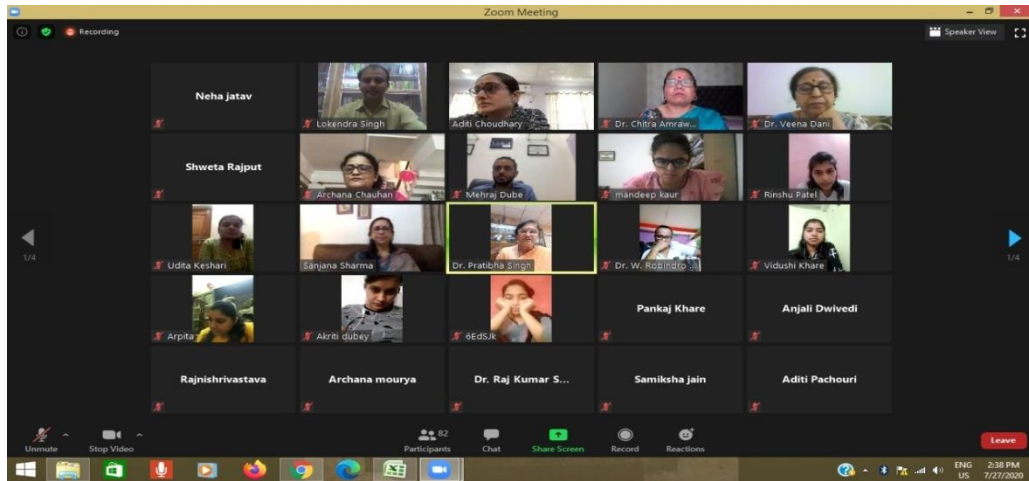 Zoom Meeting
Recording
Speaker View
Neha jatav
Lokendra Singh
Aditi Choudhary
Dr. Chitra Amraw...
Dr. Veena Dani
Shweta Rajput
Archana Chauhan
Mehraj Dube
mandeep kaur
Rinshu Patel
1/4
Udita Keshari
Sanjana Sharma
Dr. Pratibha Singh
Dr. W. Ropindro ...
Vidushi Khare
1/4
Arpita
Akriti dubey
6EdSJk
Pankaj Khare
Anjali Dwivedi
Rajnishrivastava
Archana mourya
Dr. Raj Kumar S...
Samiksha jain
Aditi Pachouri
Unmute
Stop Video
82
Participants
Chat
Share Screen
Record
Reactions
Leave
ENG
US
2:38 PM
7/27/2020